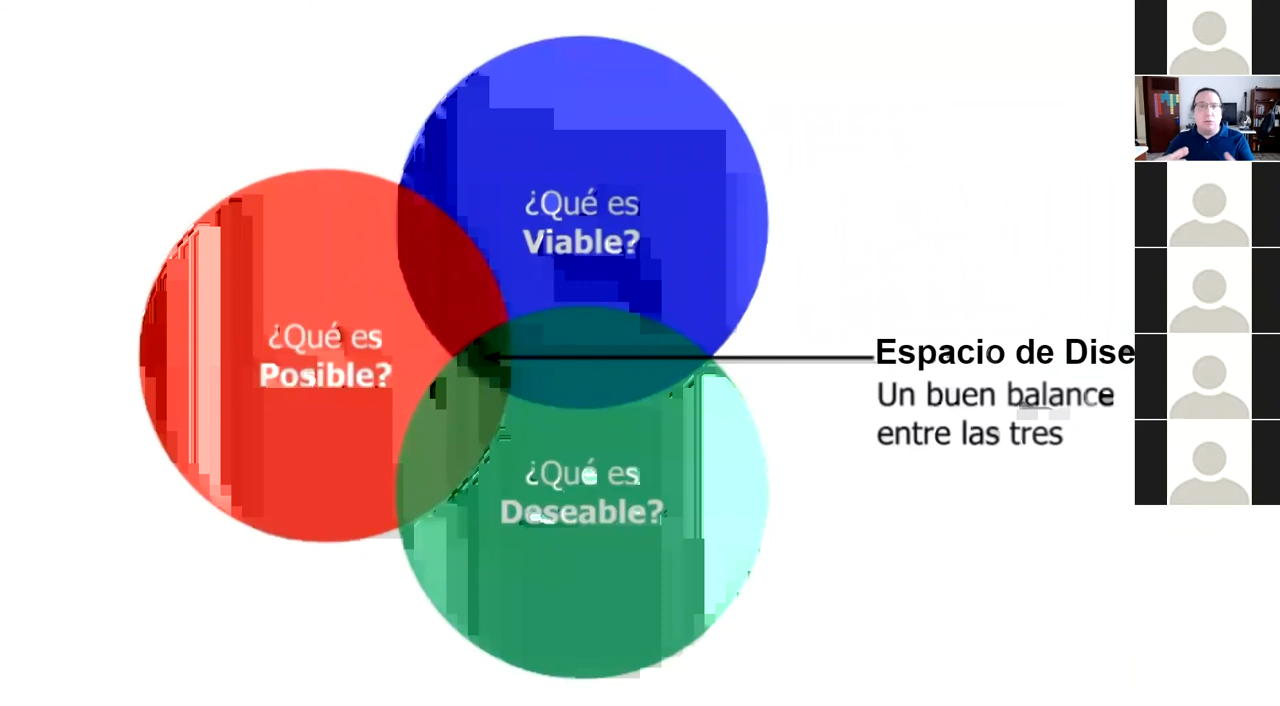 ¿Qué es
Viable?
¿Qué es
Posible?
Espacio de Dise
Un buen balance
entre las tres
¿Qué es
Deseable?